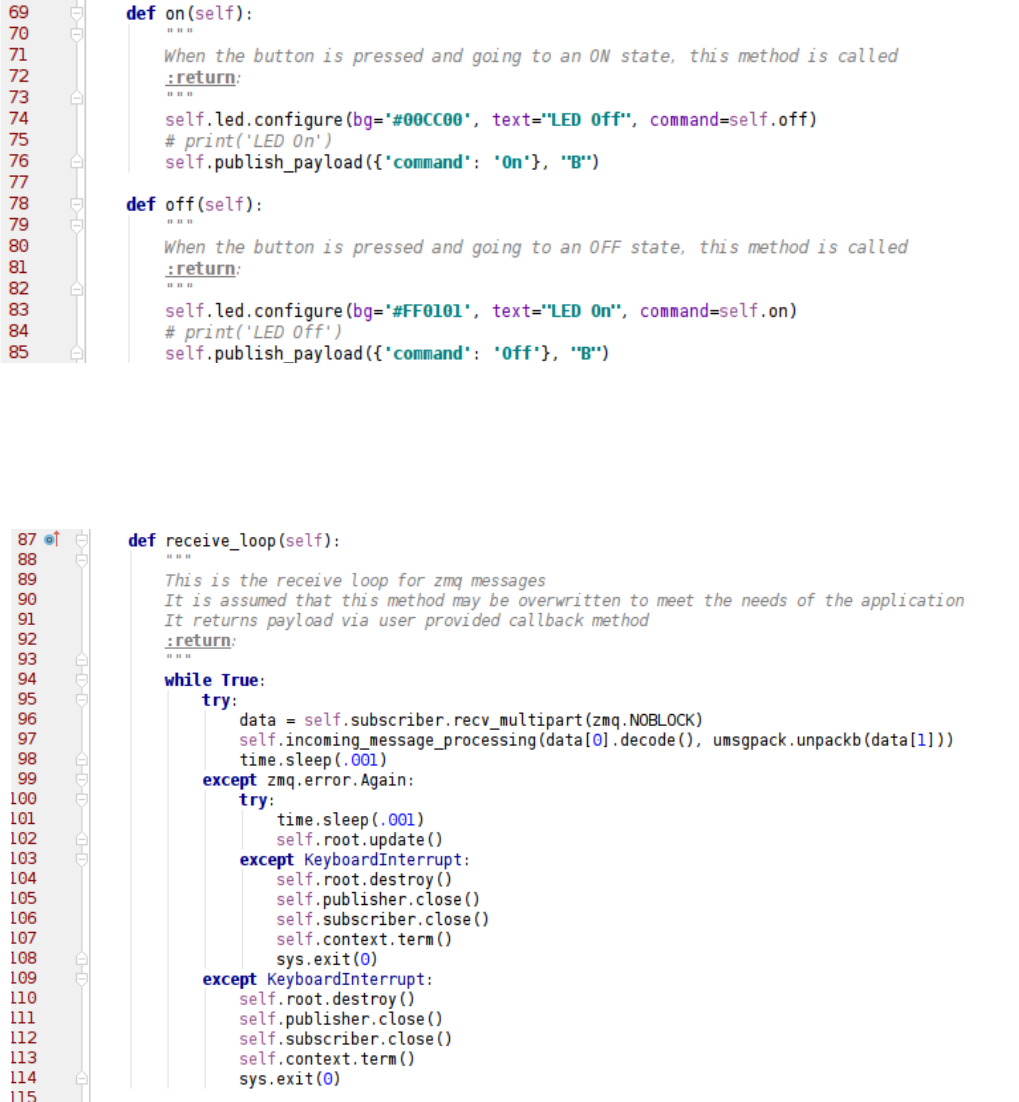 69 def on(self):
70 """
71 When the button is pressed and going to an ON state, this method is called
72 :return:
73 """
74 self.led.configure(bg='#00CC00', text="LED Off", command=self.off)
75 # print('LED On')
76 self.publish_payload({'command': 'On'}, "B")
77
78 def off(self):
79 """
80 When the button is pressed and going to an OFF state, this method is called
81 :return:
82 """
83 self.led.configure(bg='#FF0101', text="LED On", command=self.on)
84 # print('LED Off')
85 self.publish_payload({'command': 'Off'}, "B")
87 def receive_loop(self):
88 """
89 This is the receive loop for zmq messages
90 It is assumed that this method may be overwritten to meet the needs of the application
91 It returns payload via user provided callback method
92 :return:
93 """
94 while True:
95 try:
96 data = self.subscriber.recv_multipart(zmq.NOBLOCK)
97 self.incoming_message_processing(data[0].decode(), umsgpack.unpackb(data[1]))
98 time.sleep(.001)
99 except zmq.error.Again:
100 try:
101 time.sleep(.001)
102 self.root.update()
103 except KeyboardInterrupt:
104 self.root.destroy()
105 self.publisher.close()
106 self.subscriber.close()
107 self.context.term()
108 sys.exit(0)
109 except KeyboardInterrupt:
110 self.root.destroy()
111 self.publisher.close()
112 self.subscriber.close()
113 self.context.term()
114 sys.exit(0)
115